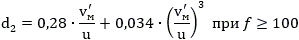 d₂ = 0,28 · v′м/u + 0,034 · (v′м/u)³ при f ≥ 100